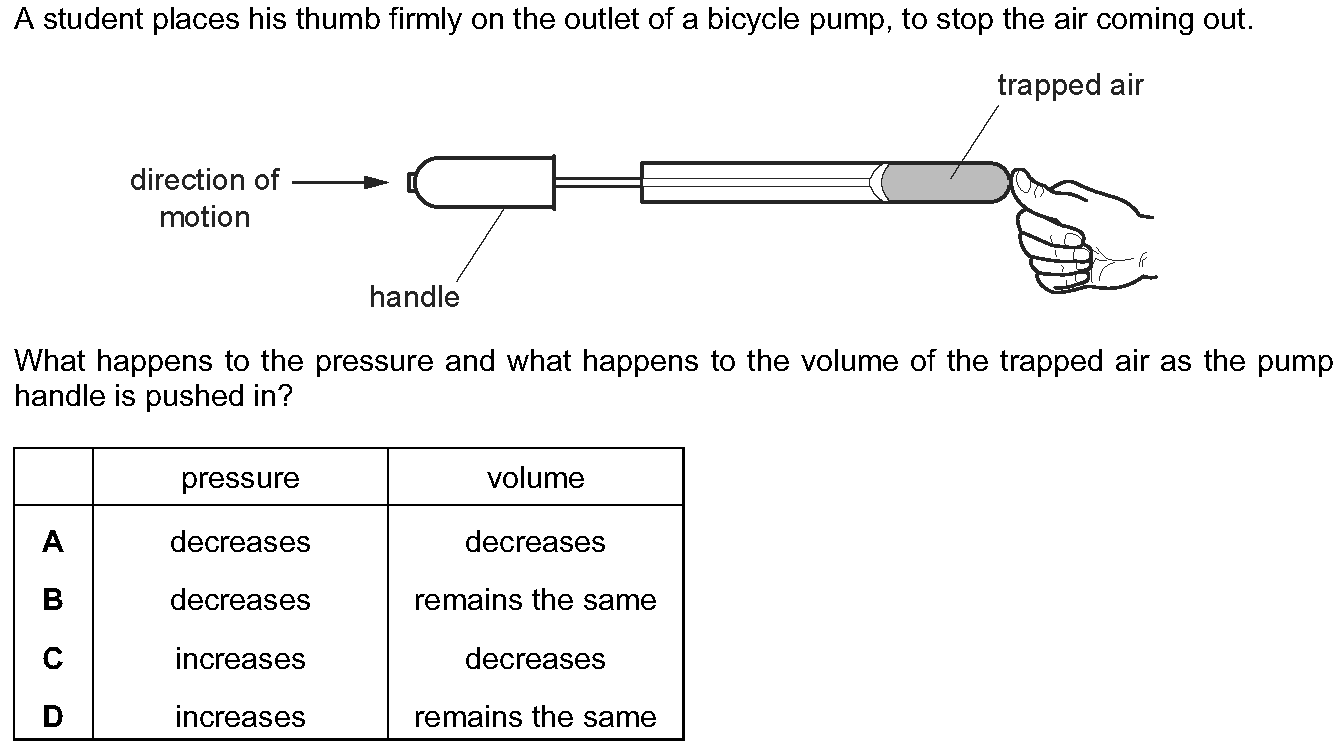 A student places his thumb firmly on the outlet of a bicycle pump, to stop the air coming out.
trapped air
direction of
motion
handle
What happens to the pressure and what happens to the volume of the trapped air as the pump
handle is pushed in?
pressure volume
A decreases decreases
B decreases remains the same
C increases decreases
D increases remains the same